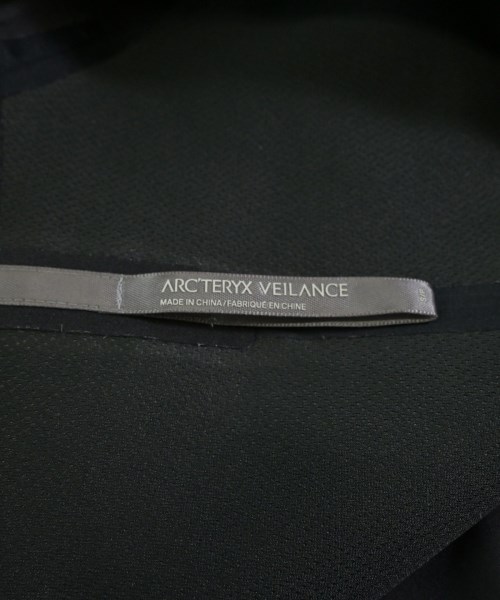 ARC'TERYX VEILANCE
MADE IN CHINA/FABRIQUÉ EN CHINE